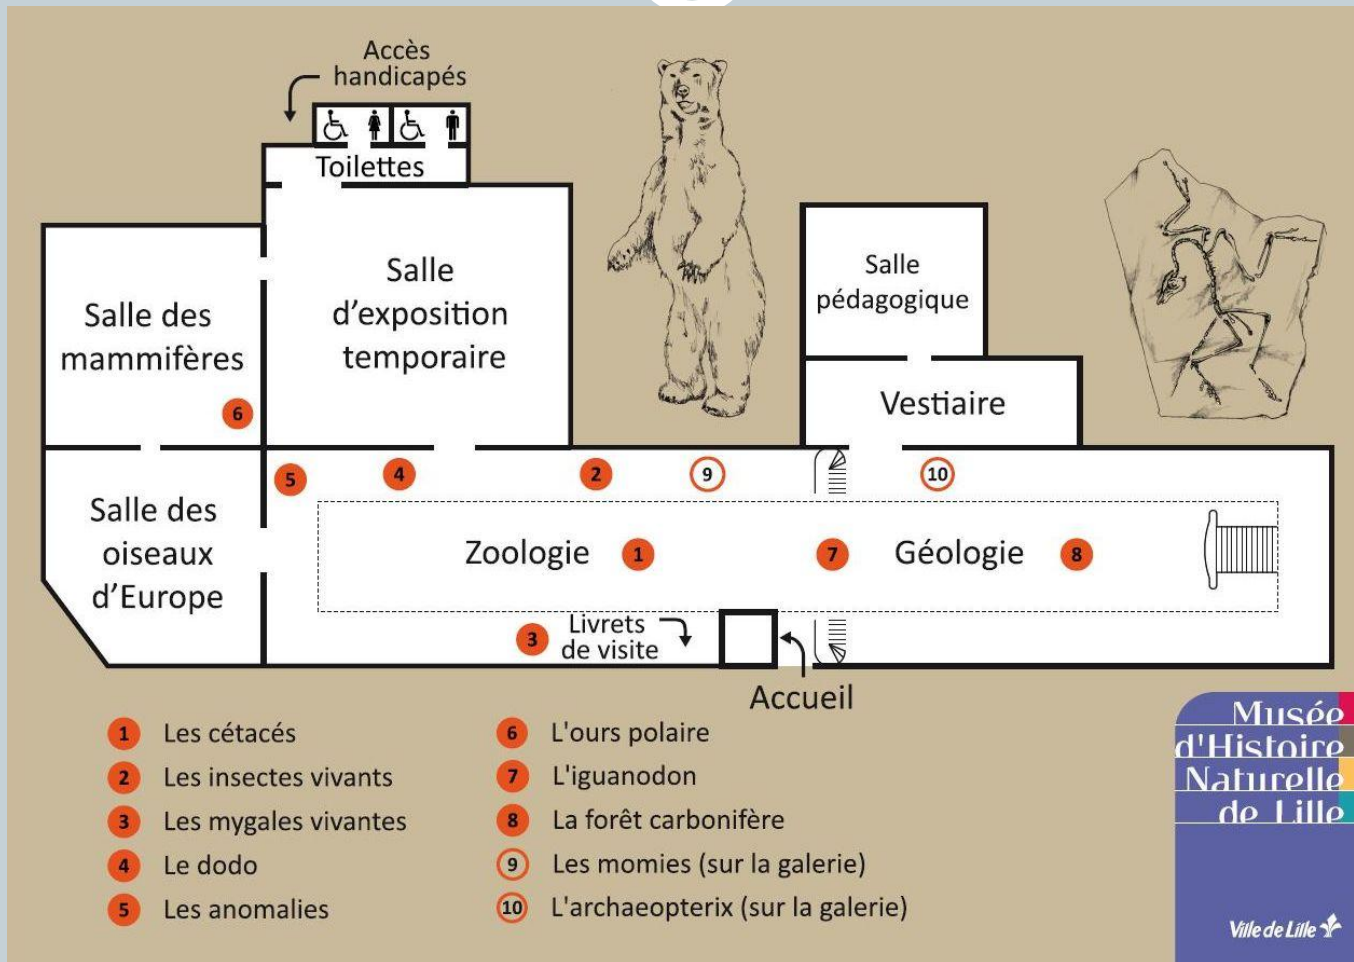 Accès
handicapés
Toilettes
Salle
d'exposition
temporaire
Salle des
mammifères
6
Salle
pédagogique
Vestiaire
5
4
2
9
10
Salle des
oiseaux
d'Europe
Zoologie
1
7
Géologie
8
3
Livrets
de visite
Accueil
1 Les cétacés
2 Les insectes vivants
3 Les mygales vivantes
4 Le dodo
5 Les anomalies
6 L'ours polaire
7 L'iguanodon
8 La forêt carbonifère
9 Les momies (sur la galerie)
10 L'archaeopterix (sur la galerie)
Musée
d'Histoire
Naturelle
de Lille
Ville de Lille